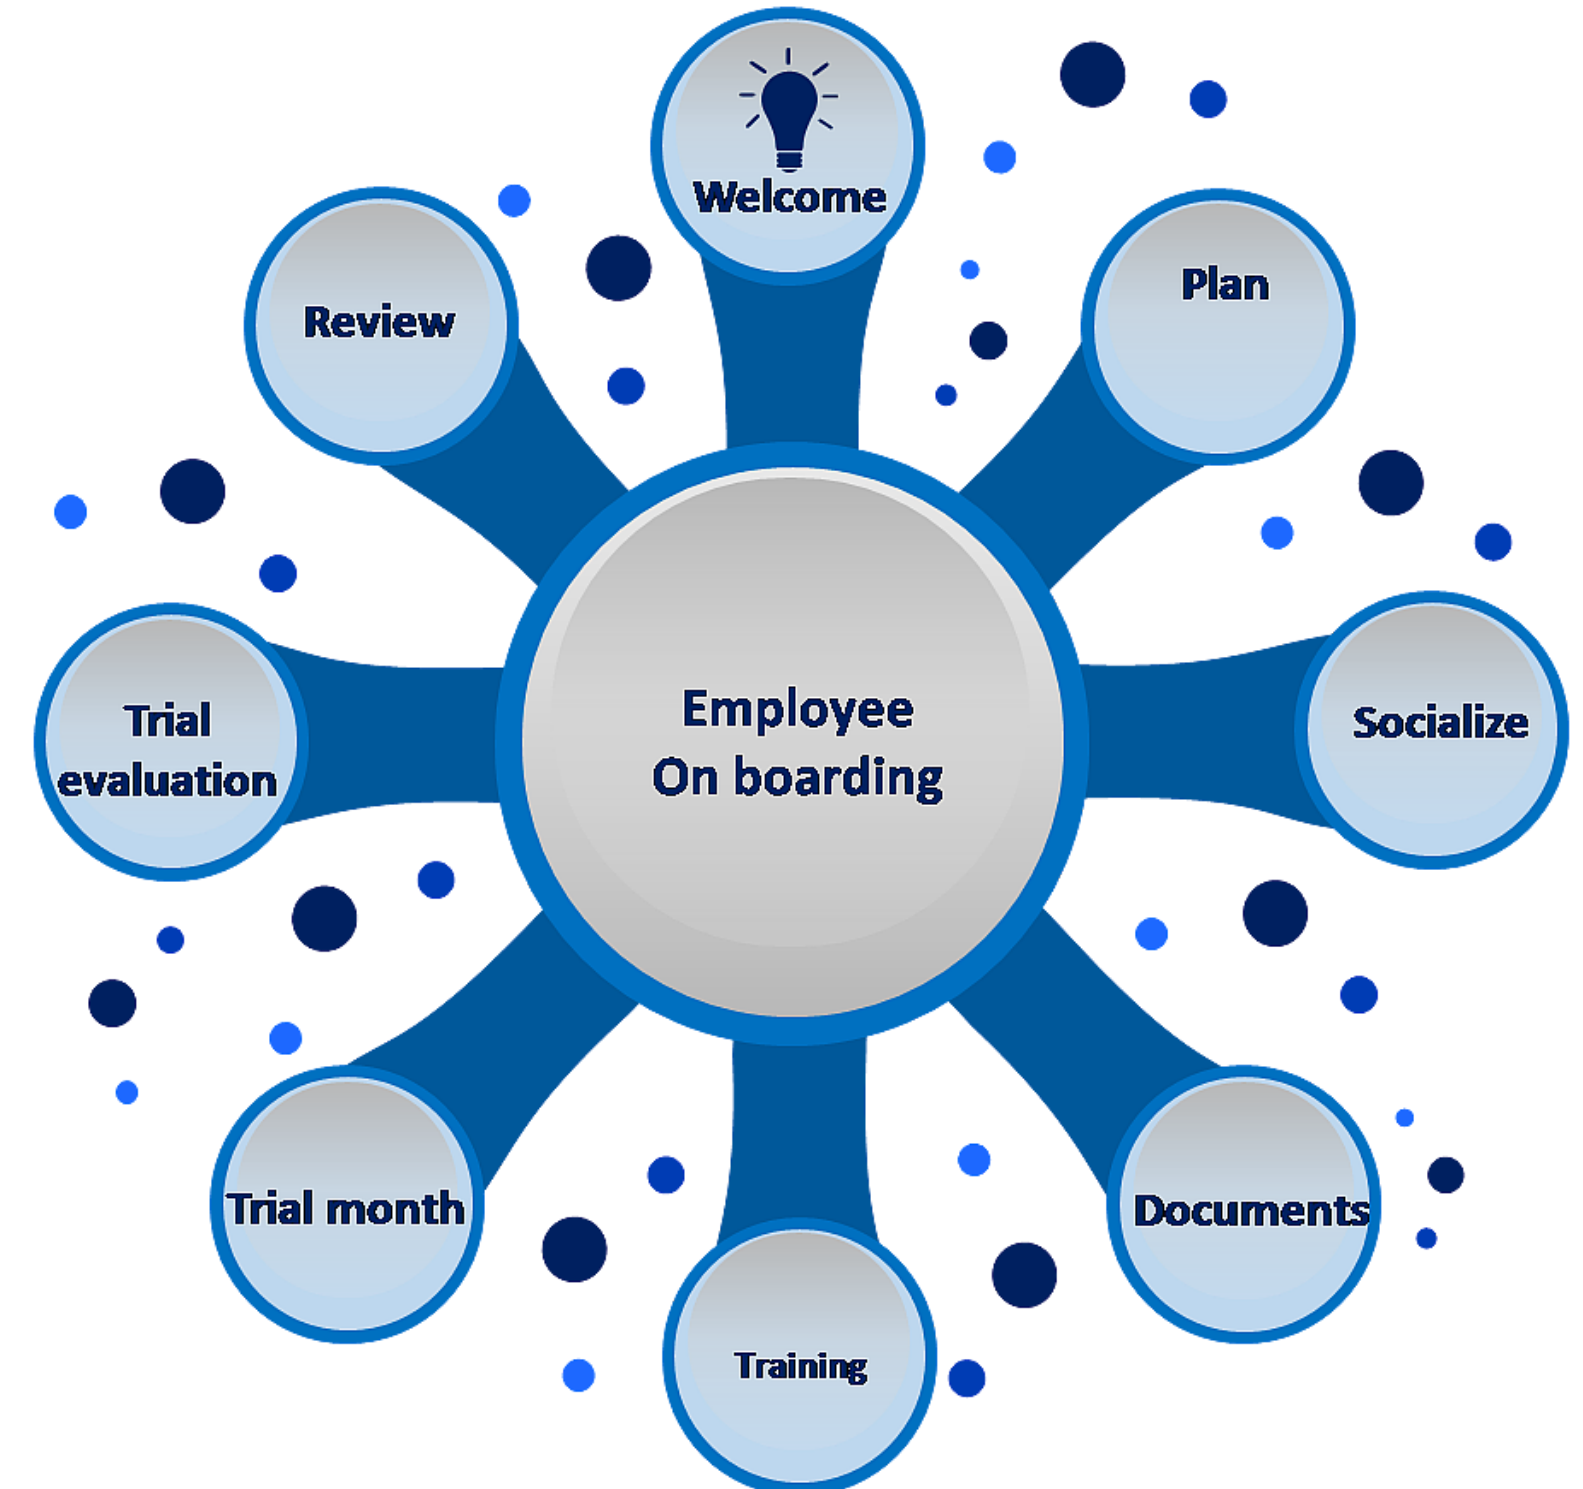 Welcome
Plan
Socialize
Documents
Training
Trial month
Trial
evaluation
Review
Employee
On boarding